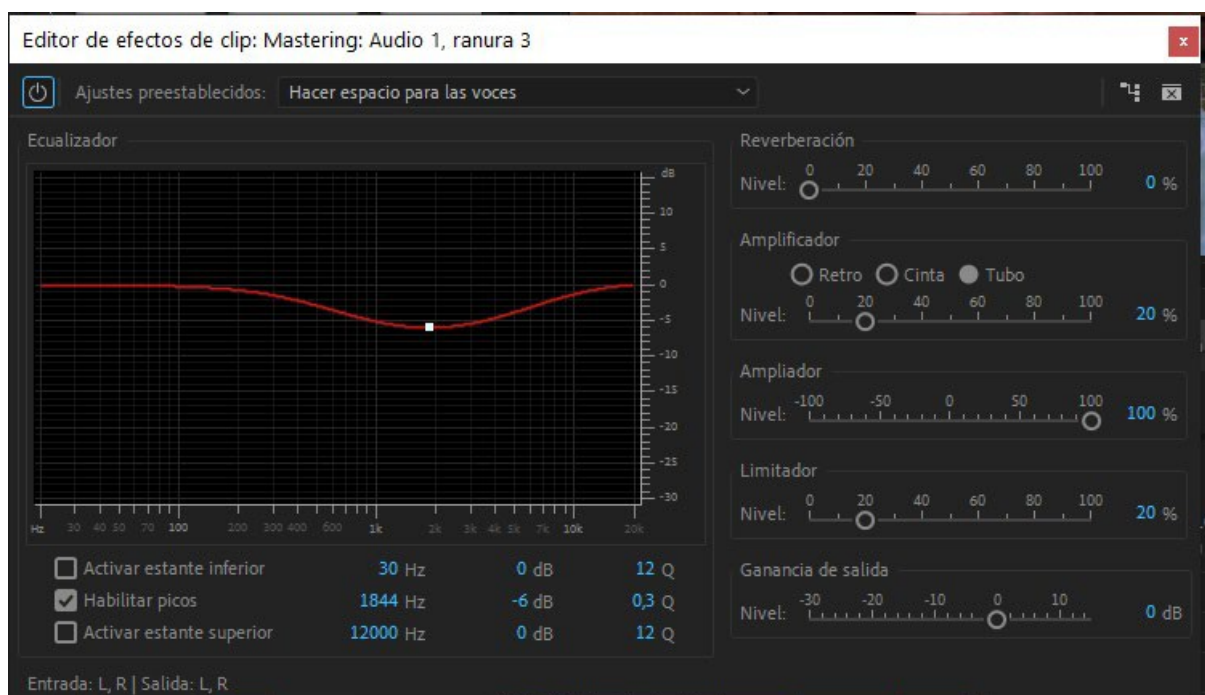 Editor de efectos de clip: Mastering: Audio 1, ranura 3
x
Ajustes preestablecidos: Hacer espacio para las voces
Ecualizador
dB
10
5
0
-5
-10
-15
-20
-25
-30
Hz 30 40 50 70 100 200 300 400 600 1k 2k 3k 4k 5k 7k 10k 20k
Activar estante inferior 30 Hz 0 dB 12 Q
Habilitar picos 1844 Hz -6 dB 0,3 Q
Activar estante superior 12000 Hz 0 dB 12 Q
Reverberación
0 20 40 60 80 100
Nivel: 0 %
Amplificador
Retro Cinta Tubo
0 20 40 60 80 100
Nivel: 20 %
Ampliador
-100 -50 0 50 100
Nivel: 100 %
Limitador
0 20 40 60 80 100
Nivel: 20 %
Ganancia de salida
-30 -20 -10 0 10
Nivel: 0 dB
Entrada: L, R | Salida: L, R